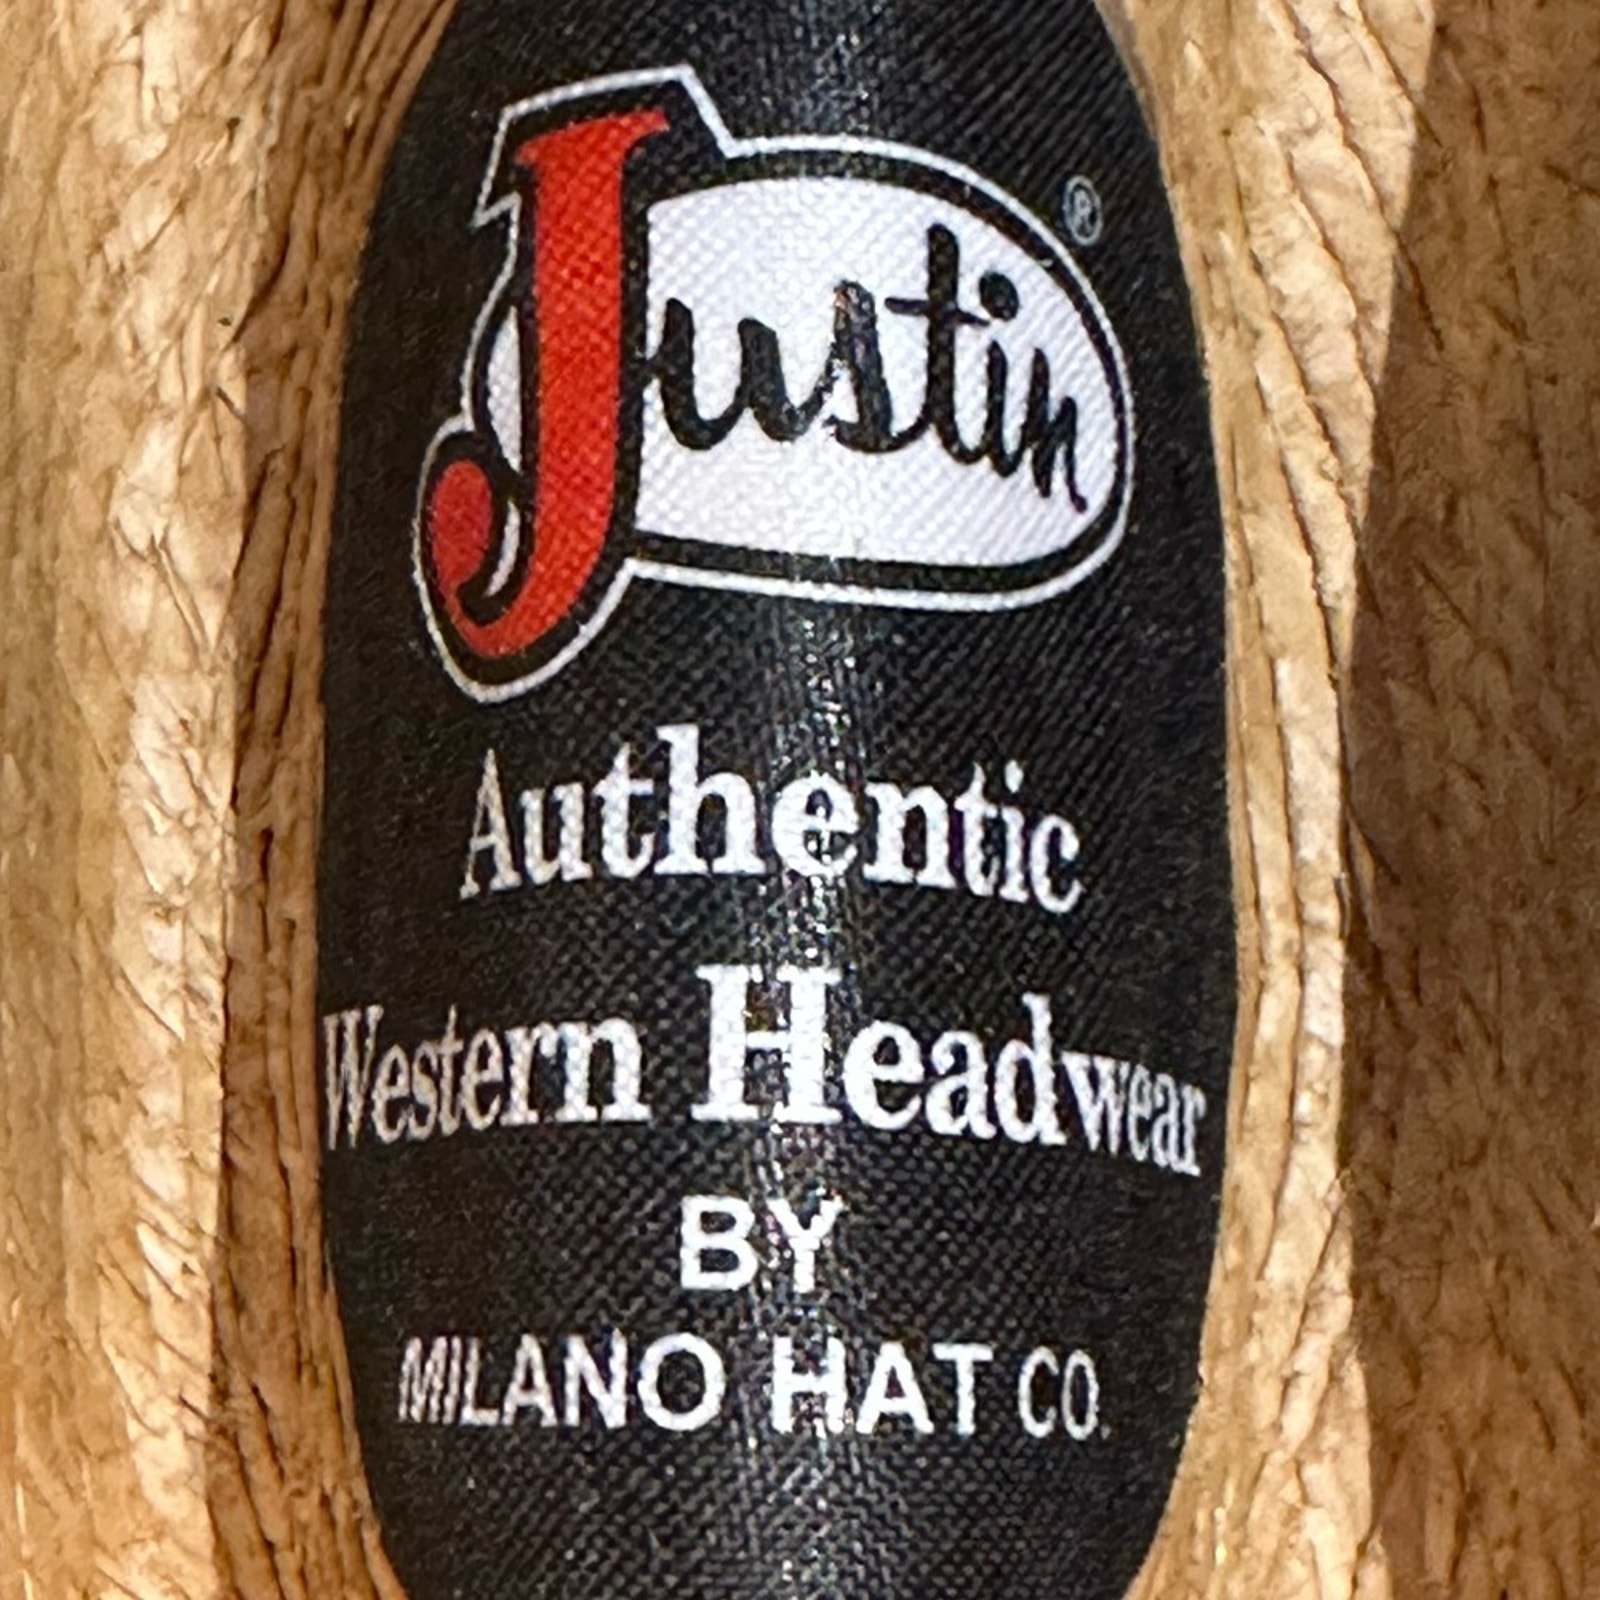 Justin ®
Authentic
Western Headwear
BY
MILANO HAT CO.